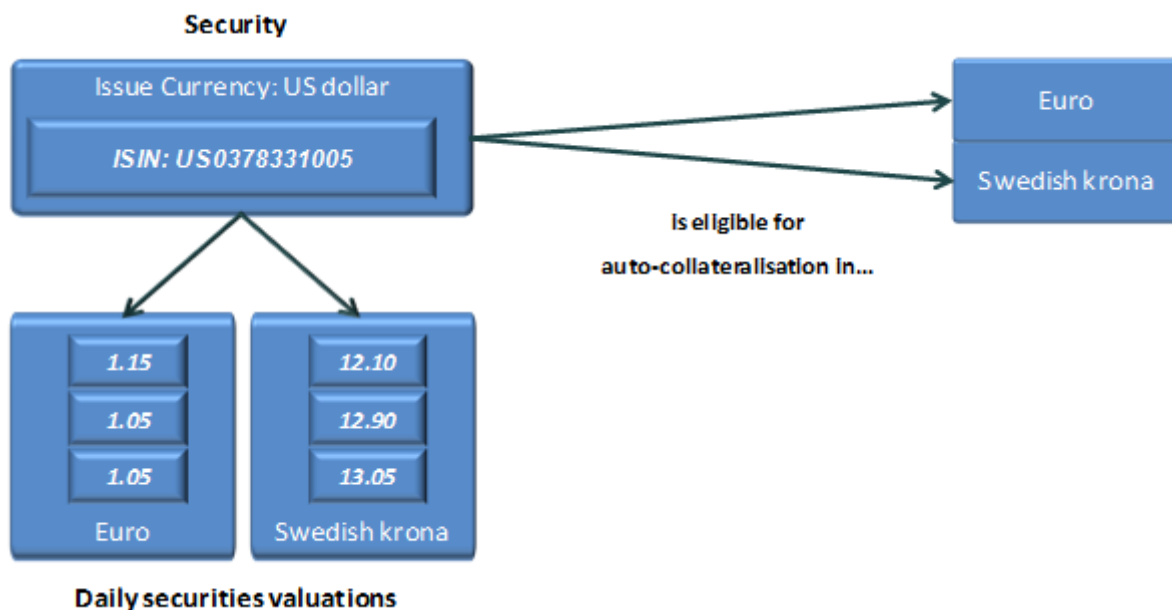 Security
Issue Currency: US dollar
ISIN: US0378331005
Euro
Swedish krona
is eligible for
auto-collateralisation in...
1.15
1.05
1.05
Euro
12.10
12.90
13.05
Swedish krona
Daily securities valuations